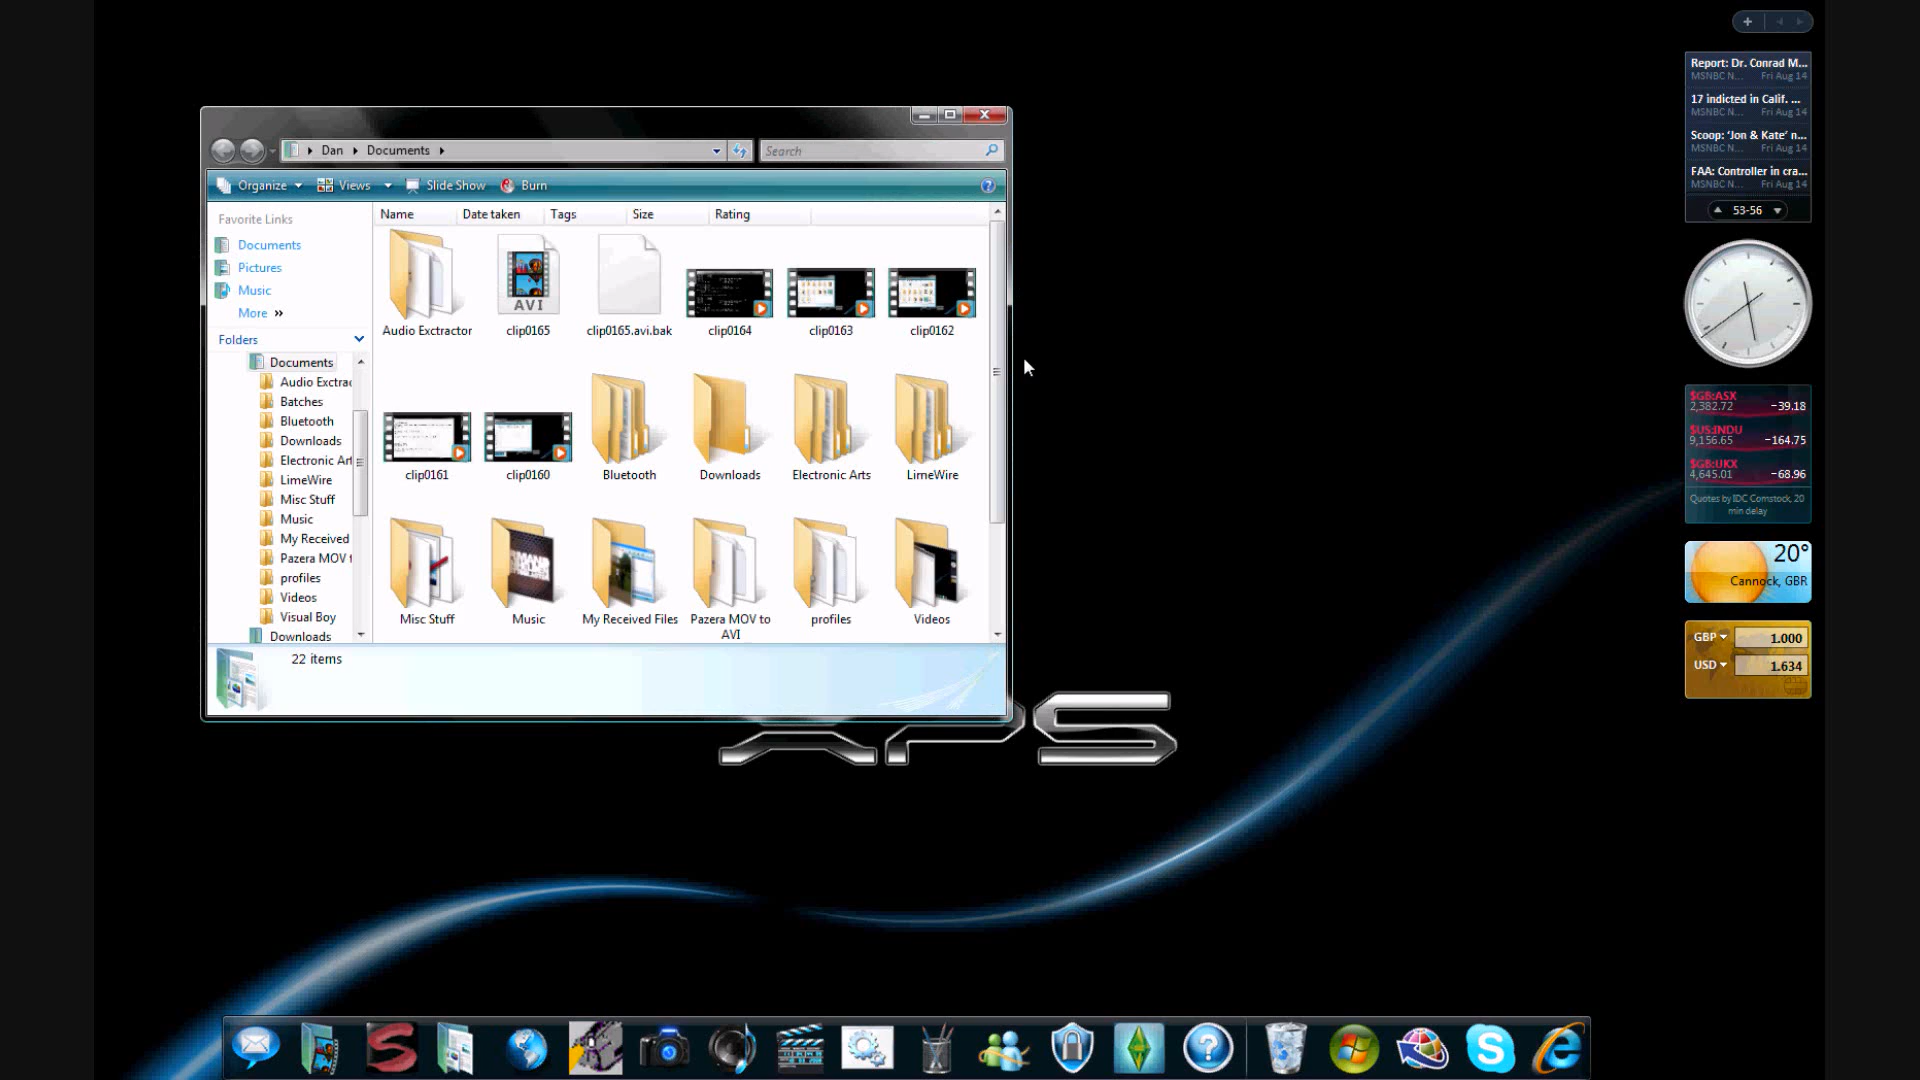 Dan Documents
Search
Organize Views Slide Show Burn
Favorite Links
Documents
Pictures
Music
More »
Folders
Documents
Audio Exctrac
Batches
Bluetooth
Downloads
Electronic Art
LimeWire
Misc Stuff
Music
My Received
Pazera MOV t
profiles
Videos
Visual Boy
Downloads
Name Date taken Tags Size Rating
AVI
Audio Exctractor clip0165 clip0165.avi.bak clip0164 clip0163 clip0162
clip0161 clip0160 Bluetooth Downloads Electronic Arts LimeWire
Misc Stuff Music My Received Files Pazera MOV to AVI profiles Videos
22 items
XPS
Report: Dr. Conrad M...
MSNBC N... Fri Aug 14
17 indicted in Calif. ...
MSNBC N... Fri Aug 14
Scoop: ‘Jon & Kate’ n...
MSNBC N... Fri Aug 14
FAA: Controller in cra...
MSNBC N... Fri Aug 14
53-56
$GB:ASX
2,382.72 −39.18
$US:INDU
9,156.65 −164.75
$GB:UKX
4,645.01 −68.96
Quotes by IDC Comstock, 20
min delay
20°
Cannock, GBR
GBP 1.000
USD 1.634